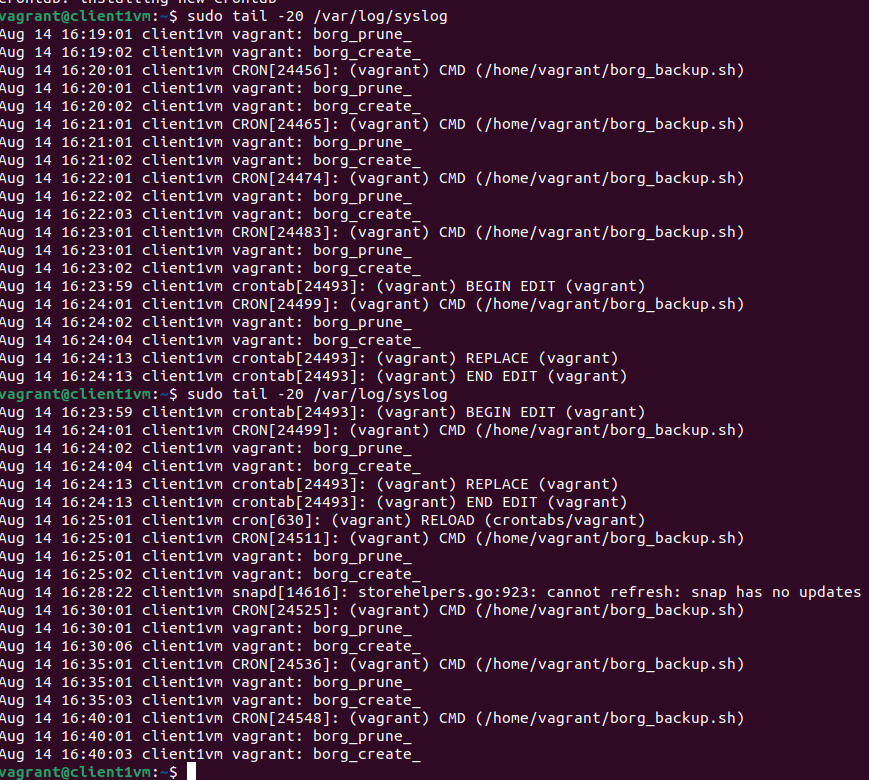 crontab: installing new crontab
vagrant@client1vm:~$ sudo tail -20 /var/log/syslog
Aug 14 16:19:01 client1vm vagrant: borg_prune_
Aug 14 16:19:02 client1vm vagrant: borg_create_
Aug 14 16:20:01 client1vm CRON[24456]: (vagrant) CMD (/home/vagrant/borg_backup.sh)
Aug 14 16:20:01 client1vm vagrant: borg_prune_
Aug 14 16:20:02 client1vm vagrant: borg_create_
Aug 14 16:21:01 client1vm CRON[24465]: (vagrant) CMD (/home/vagrant/borg_backup.sh)
Aug 14 16:21:01 client1vm vagrant: borg_prune_
Aug 14 16:21:02 client1vm vagrant: borg_create_
Aug 14 16:22:01 client1vm CRON[24474]: (vagrant) CMD (/home/vagrant/borg_backup.sh)
Aug 14 16:22:02 client1vm vagrant: borg_prune_
Aug 14 16:22:03 client1vm vagrant: borg_create_
Aug 14 16:23:01 client1vm CRON[24483]: (vagrant) CMD (/home/vagrant/borg_backup.sh)
Aug 14 16:23:01 client1vm vagrant: borg_prune_
Aug 14 16:23:02 client1vm vagrant: borg_create_
Aug 14 16:23:59 client1vm crontab[24493]: (vagrant) BEGIN EDIT (vagrant)
Aug 14 16:24:01 client1vm CRON[24499]: (vagrant) CMD (/home/vagrant/borg_backup.sh)
Aug 14 16:24:02 client1vm vagrant: borg_prune_
Aug 14 16:24:04 client1vm vagrant: borg_create_
Aug 14 16:24:13 client1vm crontab[24493]: (vagrant) REPLACE (vagrant)
Aug 14 16:24:13 client1vm crontab[24493]: (vagrant) END EDIT (vagrant)
vagrant@client1vm:~$ sudo tail -20 /var/log/syslog
Aug 14 16:23:59 client1vm crontab[24493]: (vagrant) BEGIN EDIT (vagrant)
Aug 14 16:24:01 client1vm CRON[24499]: (vagrant) CMD (/home/vagrant/borg_backup.sh)
Aug 14 16:24:02 client1vm vagrant: borg_prune_
Aug 14 16:24:04 client1vm vagrant: borg_create_
Aug 14 16:24:13 client1vm crontab[24493]: (vagrant) REPLACE (vagrant)
Aug 14 16:24:13 client1vm crontab[24493]: (vagrant) END EDIT (vagrant)
Aug 14 16:25:01 client1vm cron[630]: (vagrant) RELOAD (crontabs/vagrant)
Aug 14 16:25:01 client1vm CRON[24511]: (vagrant) CMD (/home/vagrant/borg_backup.sh)
Aug 14 16:25:01 client1vm vagrant: borg_prune_
Aug 14 16:25:02 client1vm vagrant: borg_create_
Aug 14 16:28:22 client1vm snapd[14616]: storehelpers.go:923: cannot refresh: snap has no updates
Aug 14 16:30:01 client1vm CRON[24525]: (vagrant) CMD (/home/vagrant/borg_backup.sh)
Aug 14 16:30:01 client1vm vagrant: borg_prune_
Aug 14 16:30:06 client1vm vagrant: borg_create_
Aug 14 16:35:01 client1vm CRON[24536]: (vagrant) CMD (/home/vagrant/borg_backup.sh)
Aug 14 16:35:01 client1vm vagrant: borg_prune_
Aug 14 16:35:03 client1vm vagrant: borg_create_
Aug 14 16:40:01 client1vm CRON[24548]: (vagrant) CMD (/home/vagrant/borg_backup.sh)
Aug 14 16:40:01 client1vm vagrant: borg_prune_
Aug 14 16:40:03 client1vm vagrant: borg_create_
vagrant@client1vm:~$